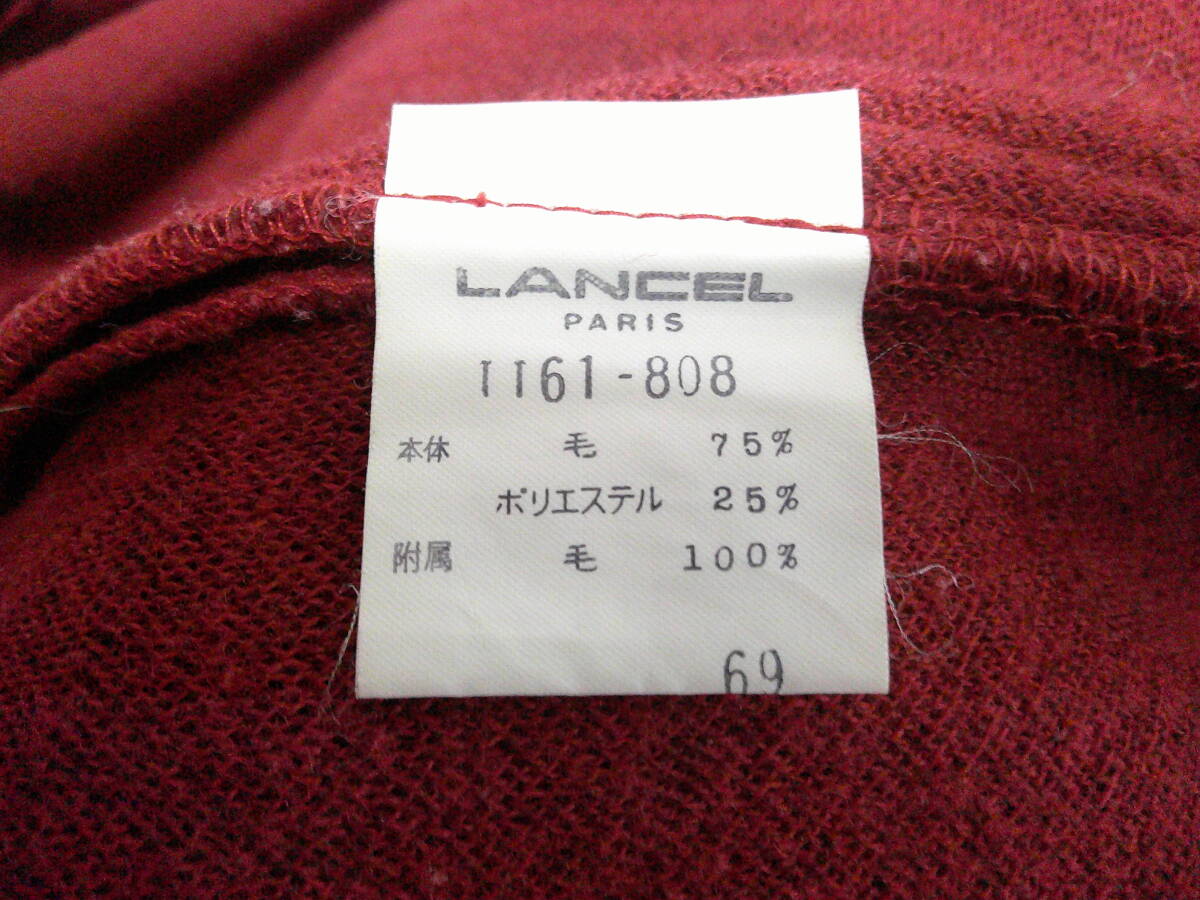 LANCEL
PARIS
1161-808
本体 毛 75%
ポリエステル 25%
附属 毛 100%
69